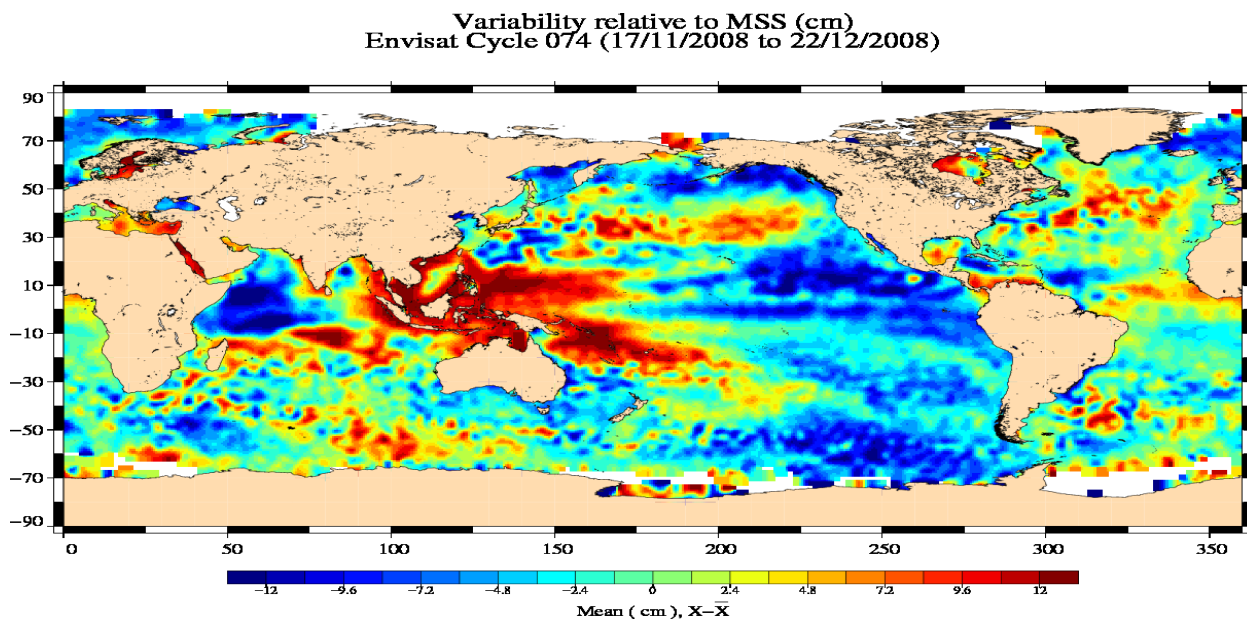 Variability relative to MSS (cm)
Envisat Cycle 074 (17/11/2008 to 22/12/2008)
90
70
50
30
10
−10
−30
−50
−70
−90
0 50 100 150 200 250 300 350
−12 −9.6 −7.2 −4.8 −2.4 0 2.4 4.8 7.2 9.6 12
Mean ( cm ), X−X̅